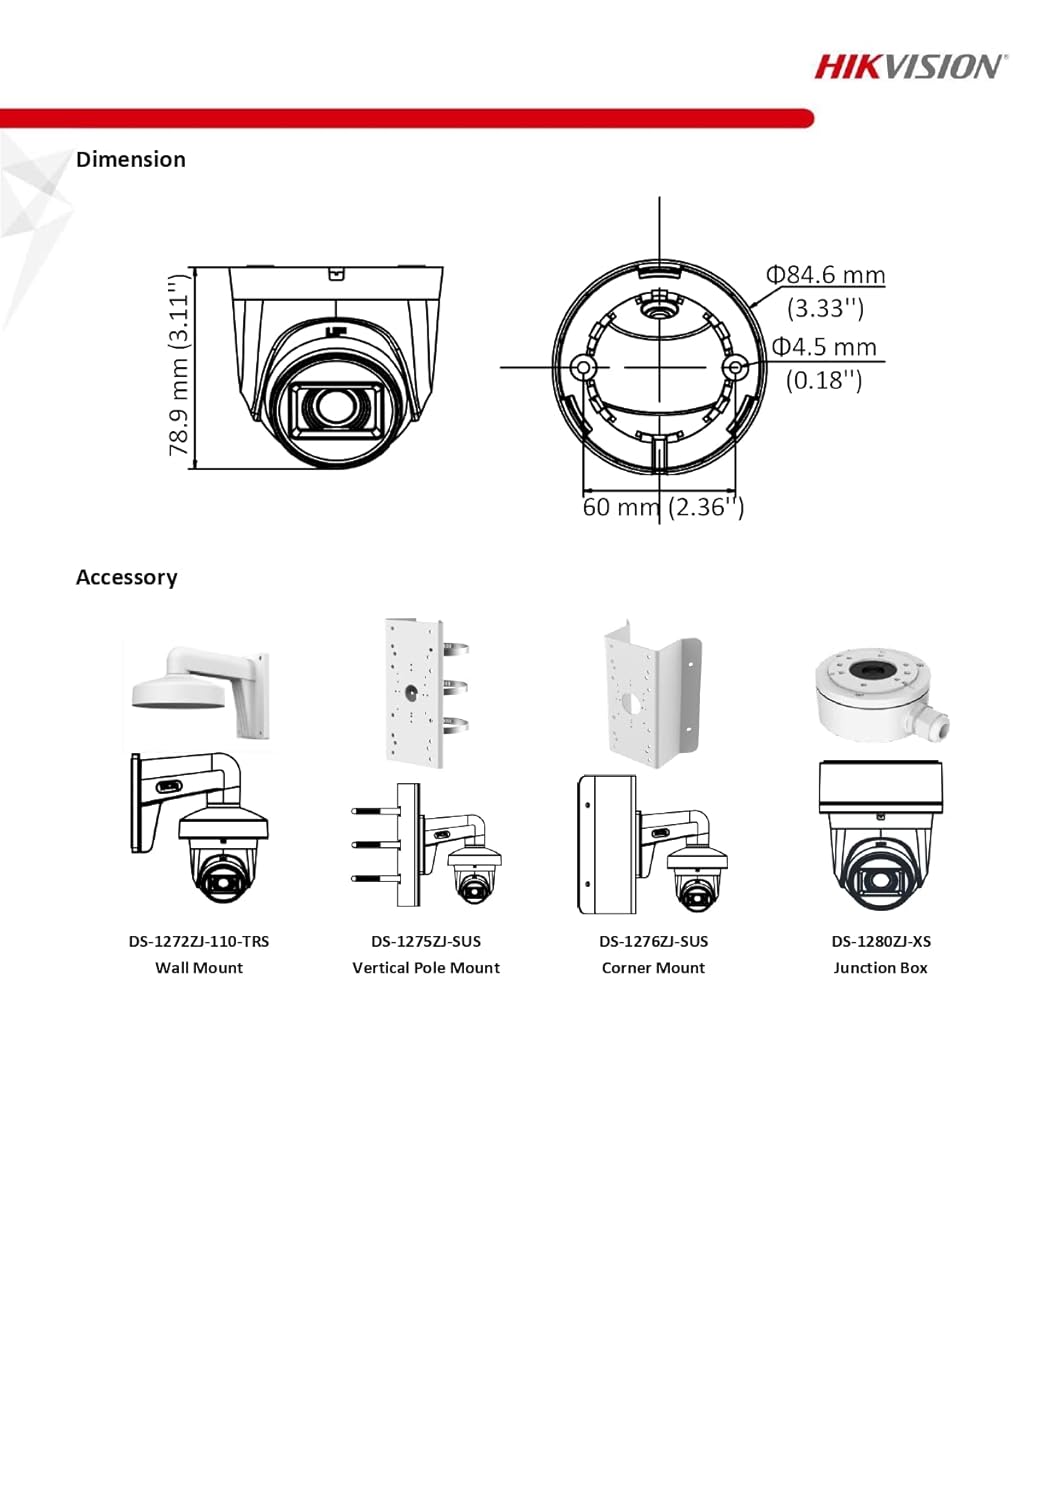 HIKVISION®
Dimension
78.9 mm (3.11'')
Φ84.6 mm
(3.33'')
Φ4.5 mm
(0.18'')
60 mm (2.36'')
UP
Accessory
DS-1272ZJ-110-TRS
Wall Mount
DS-1275ZJ-SUS
Vertical Pole Mount
DS-1276ZJ-SUS
Corner Mount
DS-1280ZJ-XS
Junction Box